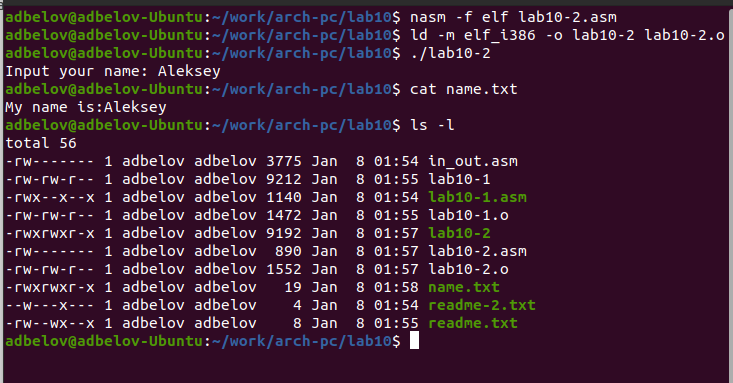 adbelov@adbelov-Ubuntu:~/work/arch-pc/lab10$ nasm -f elf lab10-2.asm
adbelov@adbelov-Ubuntu:~/work/arch-pc/lab10$ ld -m elf_i386 -o lab10-2 lab10-2.o
adbelov@adbelov-Ubuntu:~/work/arch-pc/lab10$ ./lab10-2
Input your name: Aleksey
adbelov@adbelov-Ubuntu:~/work/arch-pc/lab10$ cat name.txt
My name is:Aleksey
adbelov@adbelov-Ubuntu:~/work/arch-pc/lab10$ ls -l
total 56
-rw------- 1 adbelov adbelov 3775 Jan  8 01:54 in_out.asm
-rw-rw-r-- 1 adbelov adbelov 9212 Jan  8 01:55 lab10-1
-rwx--x--x 1 adbelov adbelov 1140 Jan  8 01:54 lab10-1.asm
-rw-rw-r-- 1 adbelov adbelov 1472 Jan  8 01:55 lab10-1.o
-rwxrwxr-x 1 adbelov adbelov 9192 Jan  8 01:57 lab10-2
-rw------- 1 adbelov adbelov  890 Jan  8 01:57 lab10-2.asm
-rw-rw-r-- 1 adbelov adbelov 1552 Jan  8 01:57 lab10-2.o
-rwxrwxr-x 1 adbelov adbelov   19 Jan  8 01:58 name.txt
--w----r-- 1 adbelov adbelov    4 Jan  8 01:54 readme-2.txt
-rw--wx--x 1 adbelov adbelov    8 Jan  8 01:55 readme.txt
adbelov@adbelov-Ubuntu:~/work/arch-pc/lab10$